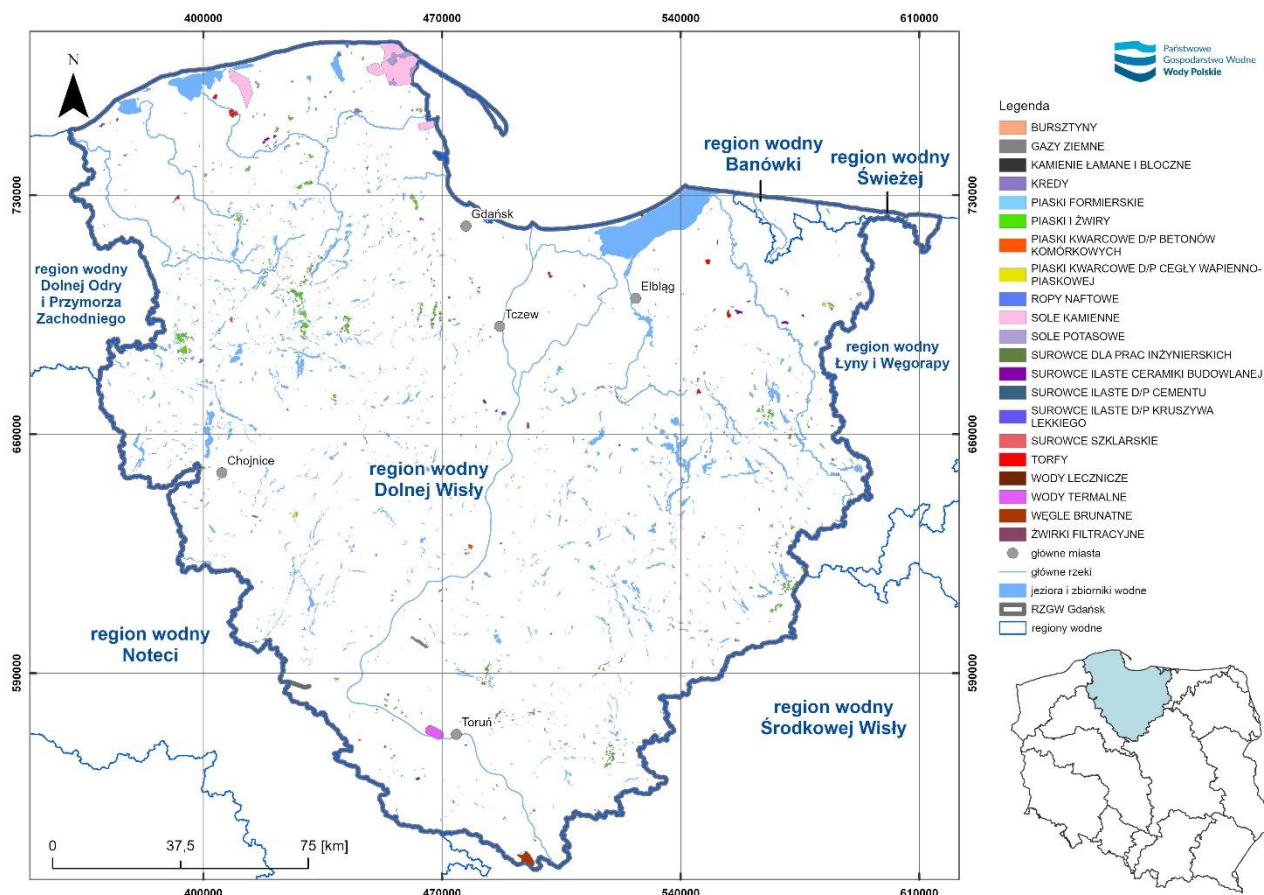 400000
470000
540000
610000
N
730000
730000
660000
660000
590000
590000
region wodny
Banówki
region wodny
Świeżej
Gdańsk
region wodny
Dolnej Odry
i Przymorza
Zachodniego
Elbląg
Tczew
region wodny
Łyny i Węgorapy
Chojnice
region wodny
Dolnej Wisły
region wodny
Noteci
region wodny
Środkowej Wisły
Toruń
0
37,5
75 [km]
400000
470000
540000
610000
Państwowe
Gospodarstwo Wodne
Wody Polskie
Legenda
BURSZTYNY
GAZY ZIEMNE
KAMIENIE ŁAMANE I BLOCZNE
KREDY
PIASKI FORMIERSKIE
PIASKI I ŻWIRY
PIASKI KWARCOWE D/P BETONÓW
KOMÓRKOWYCH
PIASKI KWARCOWE D/P CEGŁY WAPIENNO-
PIASKOWEJ
ROPY NAFTOWE
SOLE KAMIENNE
SOLE POTASOWE
SUROWCE DLA PRAC INŻYNIERSKICH
SUROWCE ILASTE CERAMIKI BUDOWLANEJ
SUROWCE ILASTE D/P CEMENTU
SUROWCE ILASTE D/P KRUSZYWA
LEKKIEGO
SUROWCE SZKLARSKIE
TORFY
WODY LECZNICZE
WODY TERMALNE
WĘGLE BRUNATNE
ŻWIRKI FILTRACYJNE
główne miasta
główne rzeki
jeziora i zbiorniki wodne
RZGW Gdańsk
regiony wodne